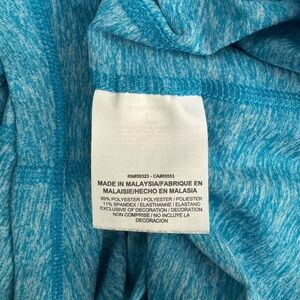 RN#56323 - CA#05553
MADE IN MALAYSIA/FABRIQUE EN
MALAISIE/HECHO EN MALASIA
89% POLYESTER / POLYESTER / POLIESTER
11% SPANDEX / ELASTHANNE / ELASTANO
EXCLUSIVE OF DECORATION / DECORATION
NON COMPRISE / NO INCLUYE LA
DECORACION